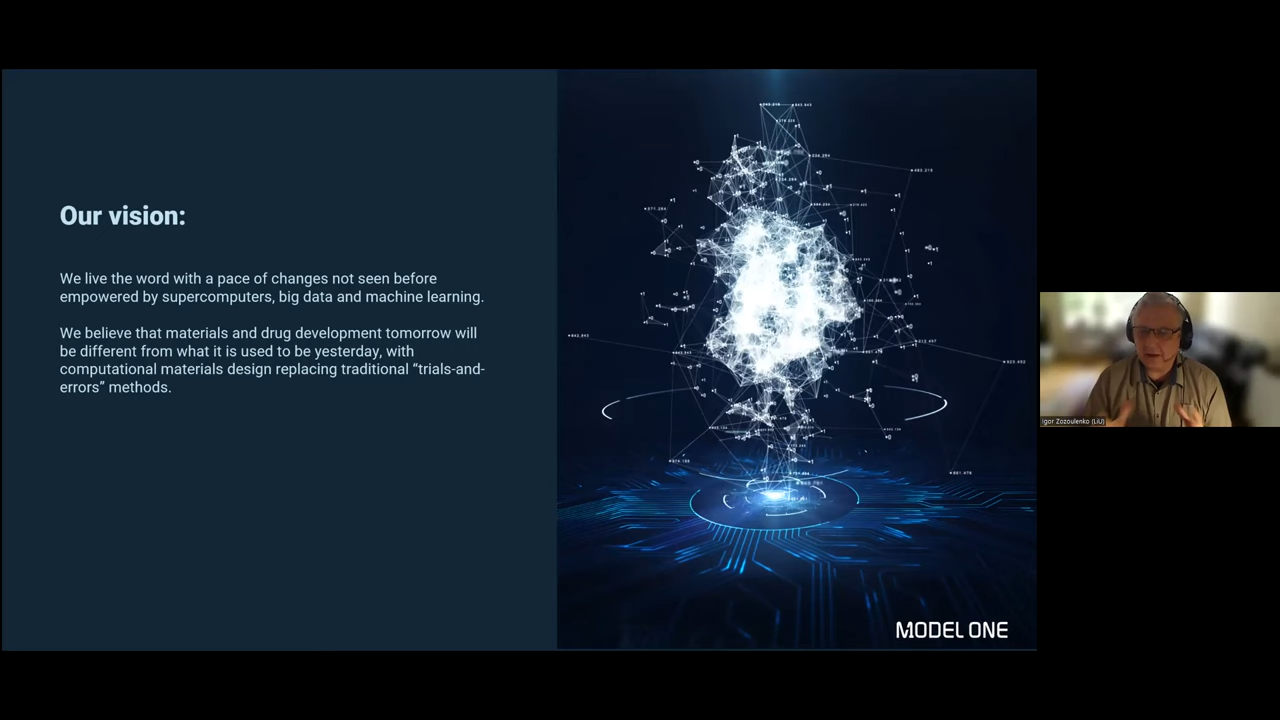 Our vision:
We live the word with a pace of changes not seen before
empowered by supercomputers, big data and machine learning.
We believe that materials and drug development tomorrow will
be different from what it is used to be yesterday, with
computational materials design replacing traditional “trials-and-
errors” methods.
MODEL ONE
Igor Zozoulenko (LiU)